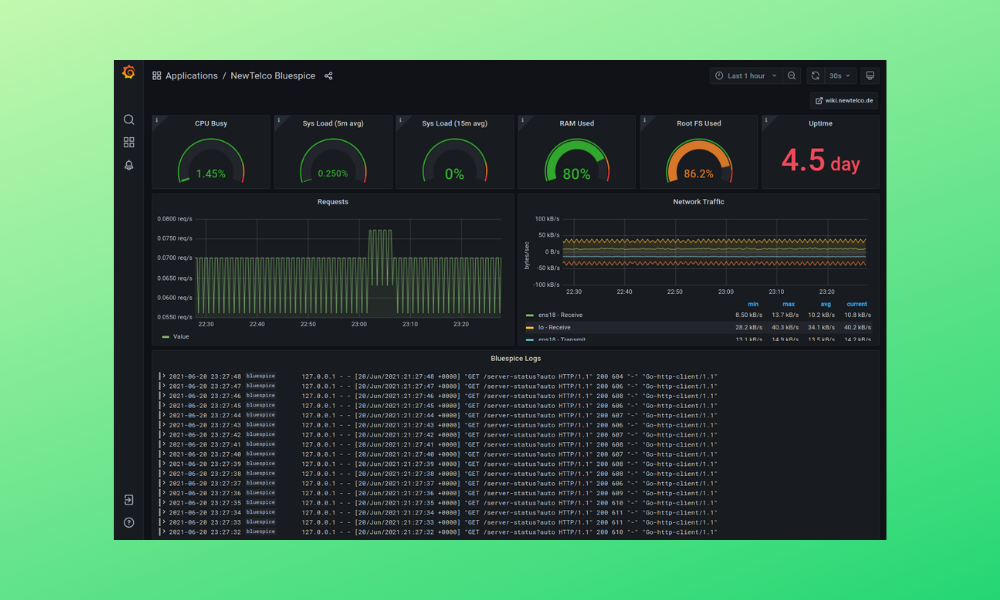 Applications / NewTelco Bluespice
Last 1 hour
30s
wiki.newtelco.de
CPU Busy
Sys Load (5m avg)
Sys Load (15m avg)
RAM Used
Root FS Used
Uptime
1.45%
0.250%
0%
80%
86.2%
4.5 day
Requests
0.0800 req/s
0.0750 req/s
0.0700 req/s
0.0650 req/s
0.0600 req/s
0.0550 req/s
22:30 22:40 22:50 23:00 23:10 23:20
Value
Network Traffic
bytes/sec
100 kB/s
50 kB/s
0 B/s
-50 kB/s
-100 kB/s
22:30 22:40 22:50 23:00 23:10 23:20
min max avg current
ens18 - Receive 8.50 kB/s 13.7 kB/s 10.2 kB/s 10.8 kB/s
lo - Receive 28.2 kB/s 40.3 kB/s 34.1 kB/s 40.2 kB/s
ens18 - Transmit 13.1 kB/s 14.9 kB/s 13.5 kB/s 14.2 kB/s
Bluespice Logs
2021-06-20 23:27:48 bluespice 127.0.0.1 - - [20/Jun/2021:21:27:48 +0000] "GET /server-status?auto HTTP/1.1" 200 604 "-" "Go-http-client/1.1"
2021-06-20 23:27:47 bluespice 127.0.0.1 - - [20/Jun/2021:21:27:47 +0000] "GET /server-status?auto HTTP/1.1" 200 606 "-" "Go-http-client/1.1"
2021-06-20 23:27:46 bluespice 127.0.0.1 - - [20/Jun/2021:21:27:46 +0000] "GET /server-status?auto HTTP/1.1" 200 608 "-" "Go-http-client/1.1"
2021-06-20 23:27:45 bluespice 127.0.0.1 - - [20/Jun/2021:21:27:45 +0000] "GET /server-status?auto HTTP/1.1" 200 606 "-" "Go-http-client/1.1"
2021-06-20 23:27:44 bluespice 127.0.0.1 - - [20/Jun/2021:21:27:44 +0000] "GET /server-status?auto HTTP/1.1" 200 607 "-" "Go-http-client/1.1"
2021-06-20 23:27:43 bluespice 127.0.0.1 - - [20/Jun/2021:21:27:43 +0000] "GET /server-status?auto HTTP/1.1" 200 606 "-" "Go-http-client/1.1"
2021-06-20 23:27:42 bluespice 127.0.0.1 - - [20/Jun/2021:21:27:42 +0000] "GET /server-status?auto HTTP/1.1" 200 607 "-" "Go-http-client/1.1"
2021-06-20 23:27:41 bluespice 127.0.0.1 - - [20/Jun/2021:21:27:41 +0000] "GET /server-status?auto HTTP/1.1" 200 608 "-" "Go-http-client/1.1"
2021-06-20 23:27:40 bluespice 127.0.0.1 - - [20/Jun/2021:21:27:40 +0000] "GET /server-status?auto HTTP/1.1" 200 607 "-" "Go-http-client/1.1"
2021-06-20 23:27:39 bluespice 127.0.0.1 - - [20/Jun/2021:21:27:39 +0000] "GET /server-status?auto HTTP/1.1" 200 608 "-" "Go-http-client/1.1"
2021-06-20 23:27:38 bluespice 127.0.0.1 - - [20/Jun/2021:21:27:38 +0000] "GET /server-status?auto HTTP/1.1" 200 608 "-" "Go-http-client/1.1"
2021-06-20 23:27:37 bluespice 127.0.0.1 - - [20/Jun/2021:21:27:37 +0000] "GET /server-status?auto HTTP/1.1" 200 606 "-" "Go-http-client/1.1"
2021-06-20 23:27:36 bluespice 127.0.0.1 - - [20/Jun/2021:21:27:36 +0000] "GET /server-status?auto HTTP/1.1" 200 609 "-" "Go-http-client/1.1"
2021-06-20 23:27:35 bluespice 127.0.0.1 - - [20/Jun/2021:21:27:35 +0000] "GET /server-status?auto HTTP/1.1" 200 610 "-" "Go-http-client/1.1"
2021-06-20 23:27:34 bluespice 127.0.0.1 - - [20/Jun/2021:21:27:34 +0000] "GET /server-status?auto HTTP/1.1" 200 611 "-" "Go-http-client/1.1"
2021-06-20 23:27:33 bluespice 127.0.0.1 - - [20/Jun/2021:21:27:33 +0000] "GET /server-status?auto HTTP/1.1" 200 611 "-" "Go-http-client/1.1"
2021-06-20 23:27:32 bluespice 127.0.0.1 - - [20/Jun/2021:21:27:32 +0000] "GET /server-status?auto HTTP/1.1" 200 610 "-" "Go-http-client/1.1"